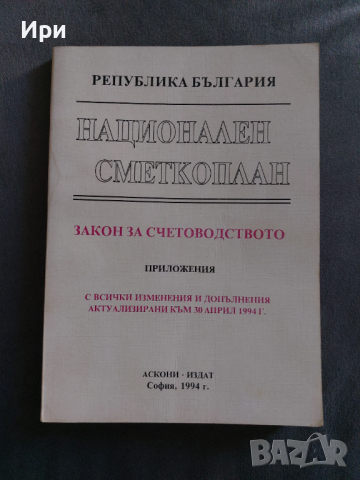 Ири
РЕПУБЛИКА БЪЛГАРИЯ
НАЦИОНАЛЕН
СМЕТКОПЛАН
ЗАКОН ЗА СЧЕТОВОДСТВОТО
ПРИЛОЖЕНИЯ
С ВСИЧКИ ИЗМЕНЕНИЯ И ДОПЪЛНЕНИЯ
АКТУАЛИЗИРАНИ КЪМ 30 АПРИЛ 1994 Г.
АСКОНИ - ИЗДАТ
София, 1994 г.
BAZAR